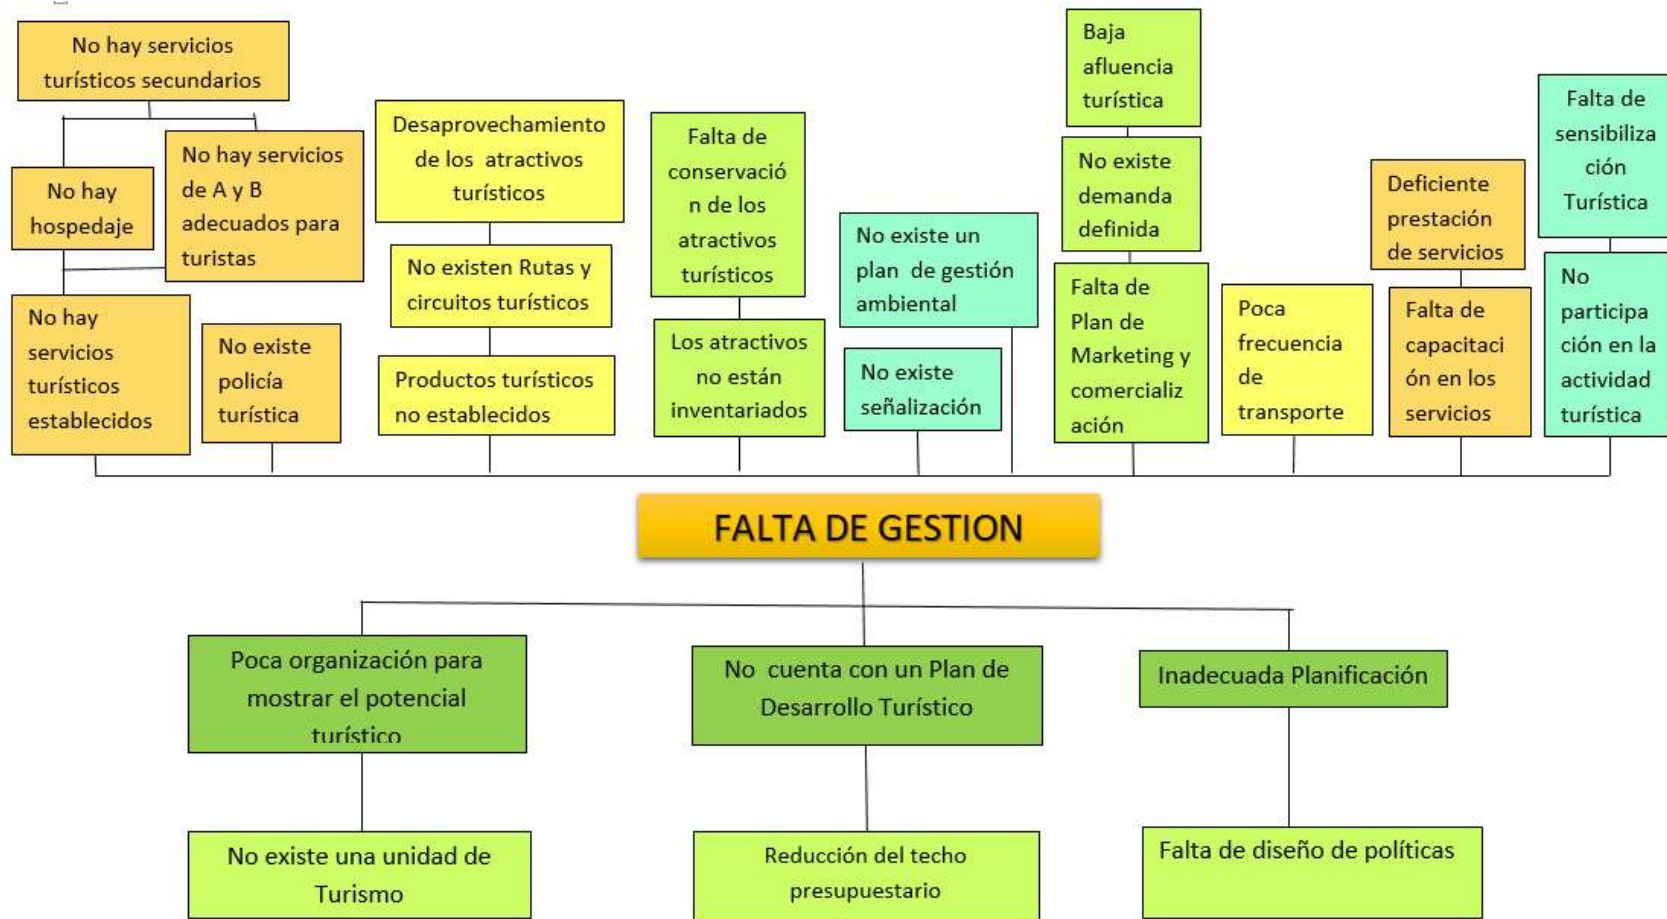 No hay servicios
turísticos secundarios
No hay
hospedaje
No hay servicios
de A y B
adecuados para
turistas
No hay
servicios
turísticos
establecidos
No existe
policía
turística
Desaprovechamiento
de los atractivos
turísticos
No existen Rutas y
circuitos turísticos
Productos turísticos
no establecidos
Falta de
conservació
n de los
atractivos
turísticos
Los atractivos
no están
inventariados
No existe un
plan de gestión
ambiental
No existe
señalización
Baja
afluencia
turística
No existe
demanda
definida
Falta de
Plan de
Marketing y
comercializ
ación
Poca
frecuencia
de
transporte
Deficiente
prestación
de servicios
Falta de
capacitaci
ón en los
servicios
Falta de
sensibiliza
ción
Turística
No
participa
ción en la
actividad
turística
FALTA DE GESTION
Poca organización para
mostrar el potencial
turístico
No cuenta con un Plan de
Desarrollo Turístico
Inadecuada Planificación
No existe una unidad de
Turismo
Reducción del techo
presupuestario
Falta de diseño de políticas